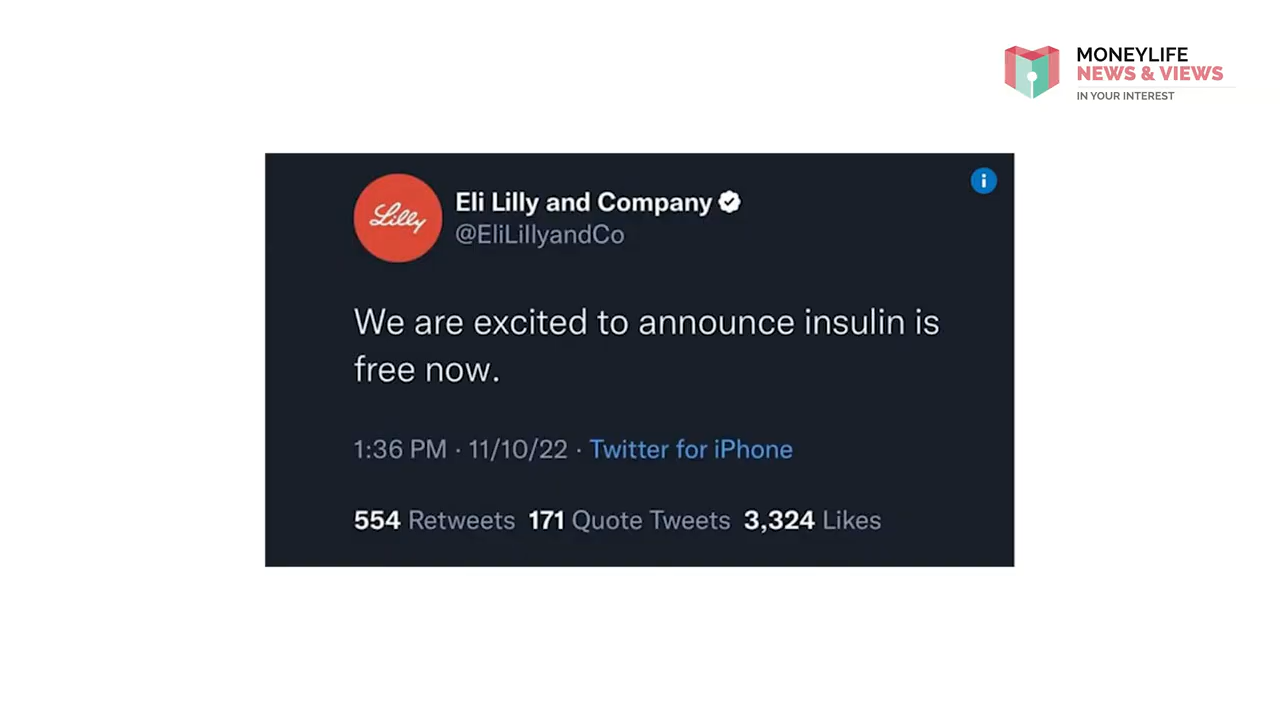 MONEYLIFE
NEWS & VIEWS
IN YOUR INTEREST
Lilly
Eli Lilly and Company
@EliLillyandCo
We are excited to announce insulin is
free now.
1:36 PM · 11/10/22 · Twitter for iPhone
554 Retweets 171 Quote Tweets 3,324 Likes